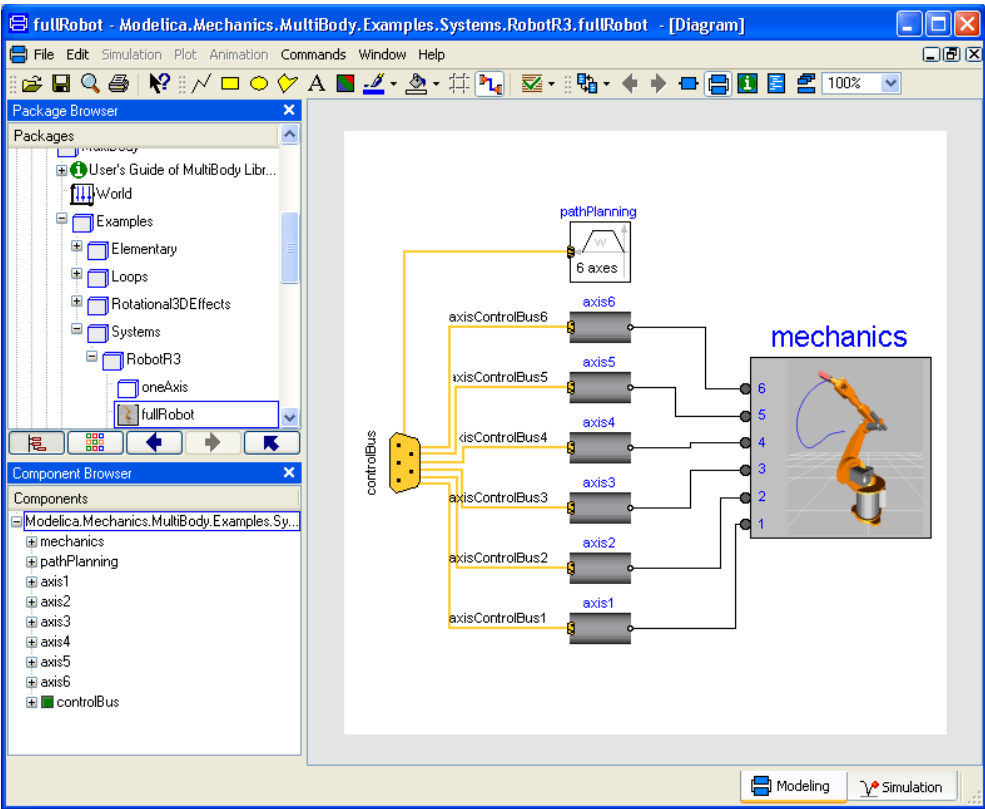 fullRobot - Modelica.Mechanics.MultiBody.Examples.Systems.RobotR3.fullRobot - [Diagram]
File Edit Simulation Plot Animation Commands Window Help
A 100%
Package Browser
Packages
MultiBody
User's Guide of MultiBody Libr...
World
Examples
Elementary
Loops
Rotational3DEffects
Systems
RobotR3
oneAxis
fullRobot
Component Browser
Components
Modelica.Mechanics.MultiBody.Examples.Sy...
mechanics
pathPlanning
axis1
axis2
axis3
axis4
axis5
axis6
controlBus
pathPlanning
w
6 axes
axis6
axisControlBus6
axis5
xisControlBus5
axis4
xisControlBus4
axis3
axisControlBus3
axis2
axisControlBus2
axis1
axisControlBus1
controlBus
mechanics
6
5
4
3
2
1
Modeling
Simulation